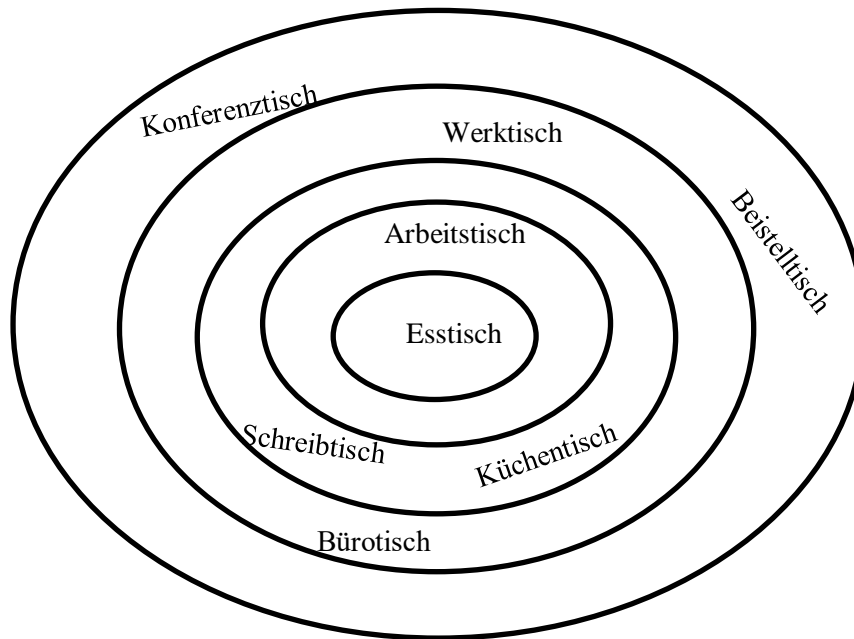 Konferenztisch
Werktisch
Beistelltisch
Arbeitstisch
Esstisch
Schreibtisch
Küchentisch
Bürotisch